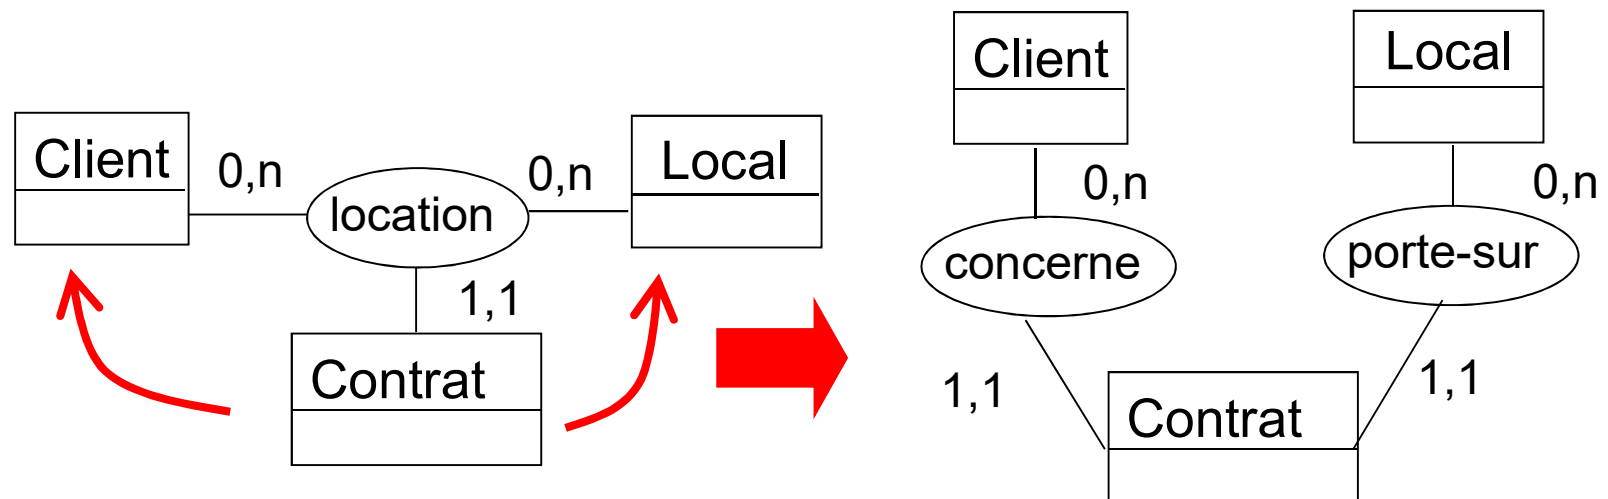 Client
0,n
location
0,n
Local
1,1
Contrat
Client
0,n
concerne
1,1
Local
0,n
porte-sur
1,1
Contrat